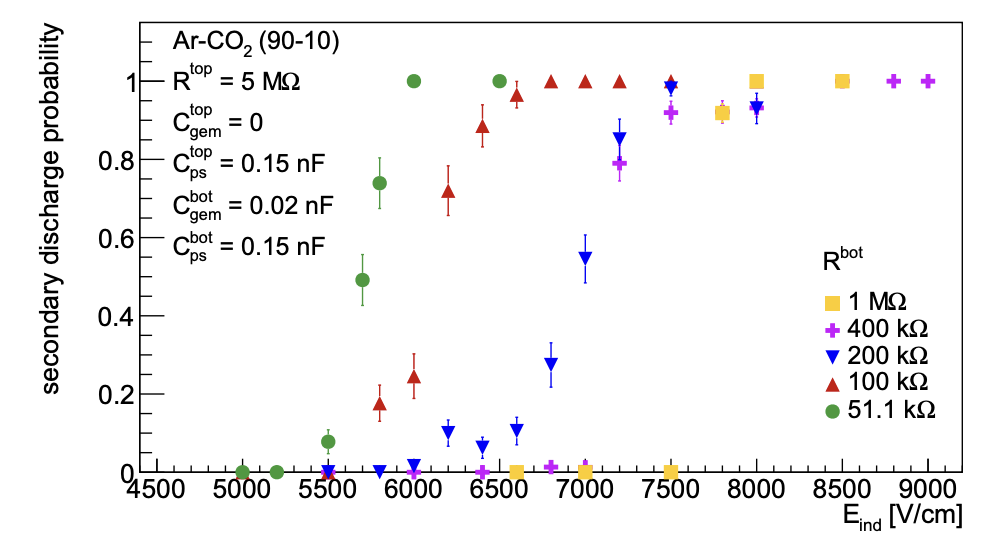 secondary discharge probability
Ar-CO₂ (90-10)
R^top = 5 MΩ
C^top_gem = 0
C^top_ps = 0.15 nF
C^bot_gem = 0.02 nF
C^bot_ps = 0.15 nF
1
0.8
0.6
0.4
0.2
0
R^bot
1 MΩ
400 kΩ
200 kΩ
100 kΩ
51.1 kΩ
4500 5000 5500 6000 6500 7000 7500 8000 8500 9000
E_ind [V/cm]